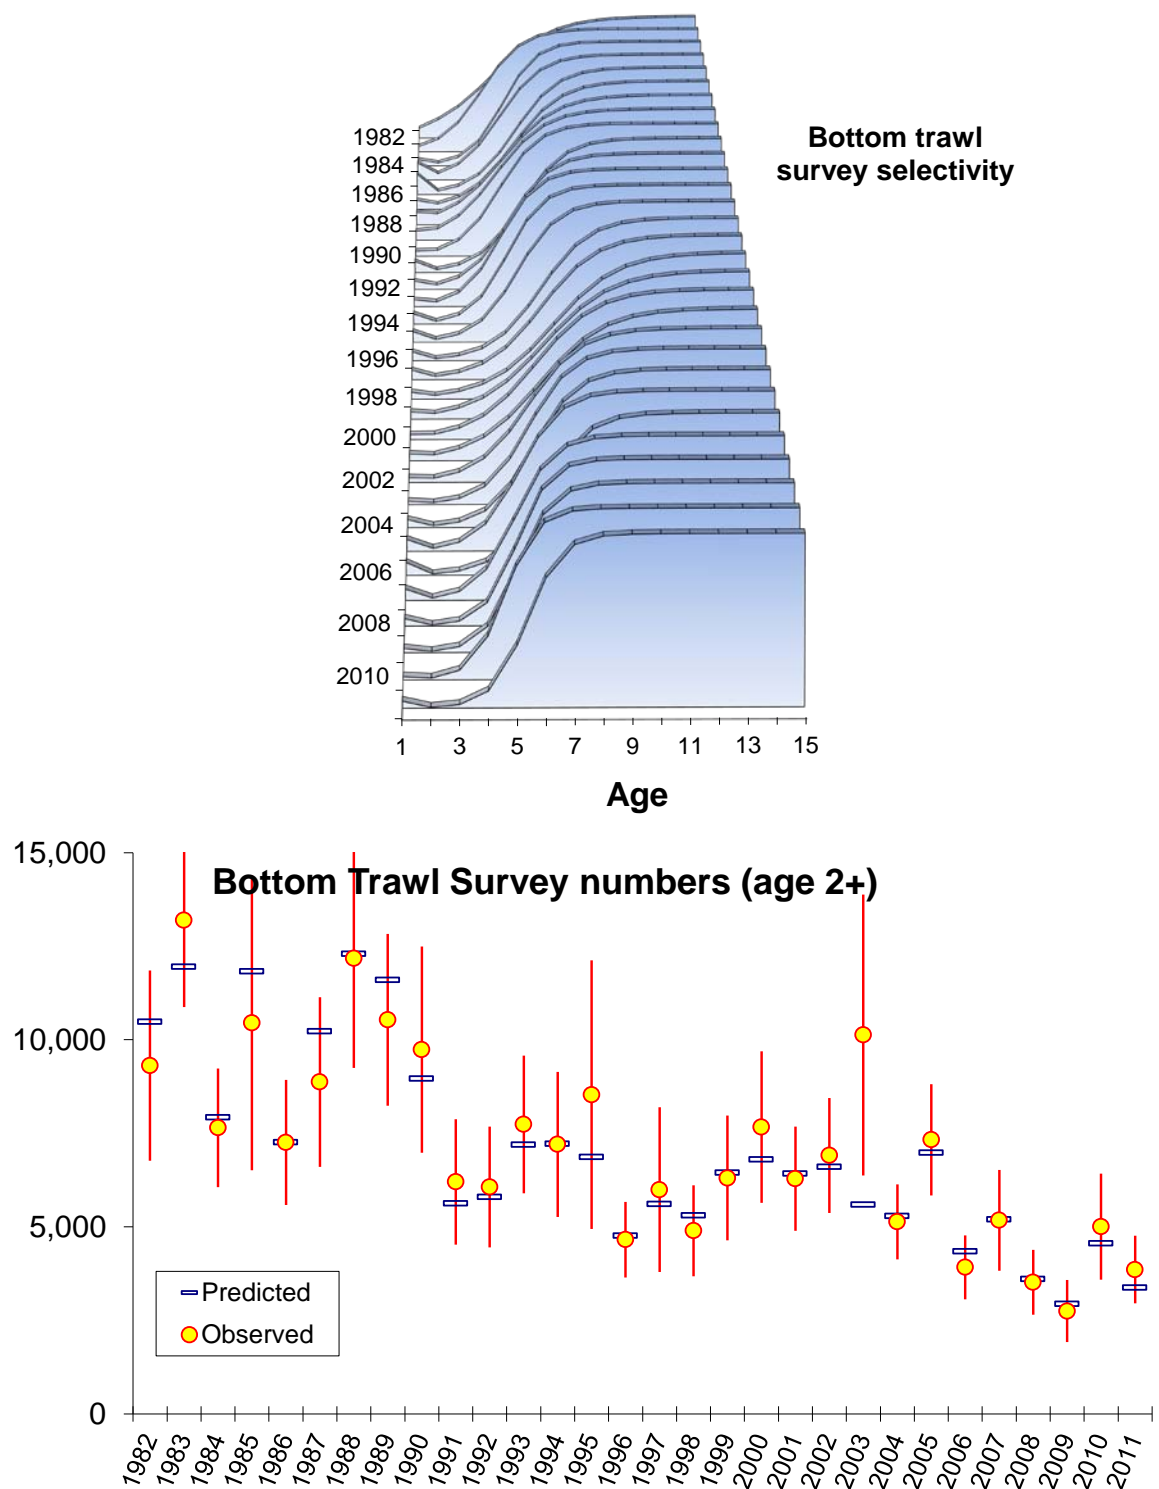 Bottom trawl
survey selectivity
1982
1984
1986
1988
1990
1992
1994
1996
1998
2000
2002
2004
2006
2008
2010
1 3 5 7 9 11 13 15
Age
Bottom Trawl Survey numbers (age 2+)
15,000
10,000
5,000
0
Predicted
Observed
1982 1983 1984 1985 1986 1987 1988 1989 1990 1991 1992 1993 1994 1995 1996 1997 1998 1999 2000 2001 2002 2003 2004 2005 2006 2007 2008 2009 2010 2011